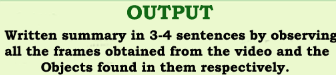 OUTPUT
Written summary in 3-4 sentences by observing
all the frames obtained from the video and the
Objects found in them respectively.